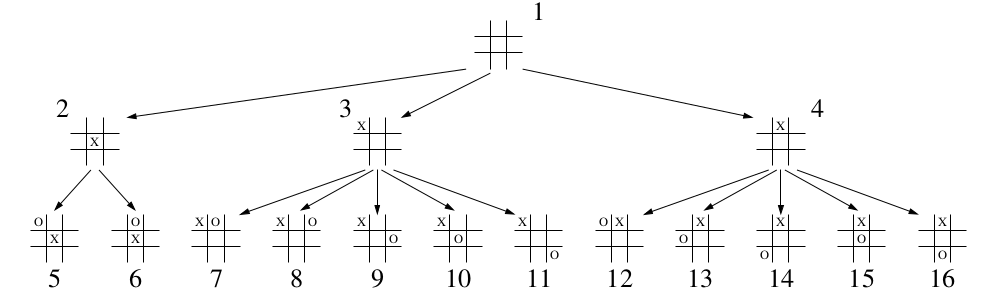 1
2 3 4
x x
x
o o x o x o x x x o x x x x x
x x o o o o
o o o
5 6 7 8 9 10 11 12 13 14 15 16